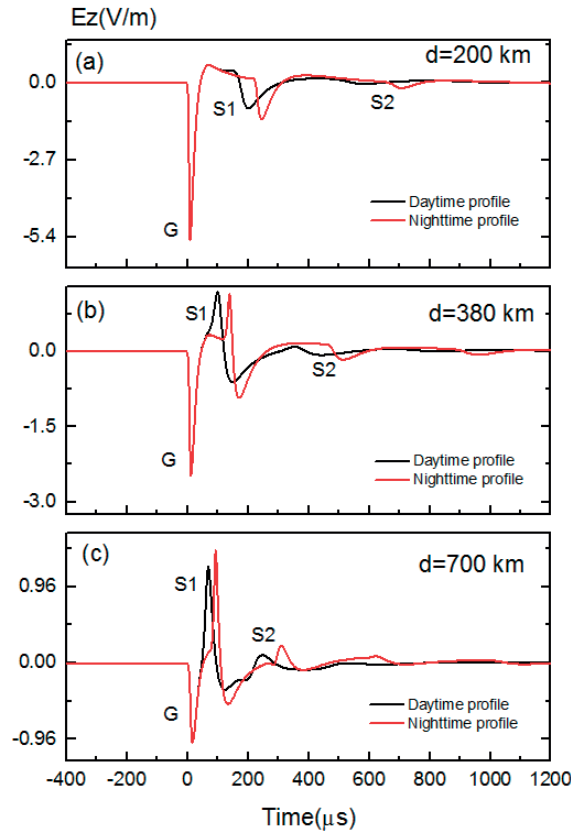 Ez(V/m)
(a)
d=200 km
0.0
S1
S2
-2.7
Daytime profile
Nighttime profile
-5.4
G
(b)
S1
d=380 km
0.0
S2
-1.5
G
Daytime profile
Nighttime profile
-3.0
(c)
d=700 km
0.96
S1
S2
0.00
G
Daytime profile
Nighttime profile
-0.96
-400 -200 0 200 400 600 800 1000 1200
Time(μs)